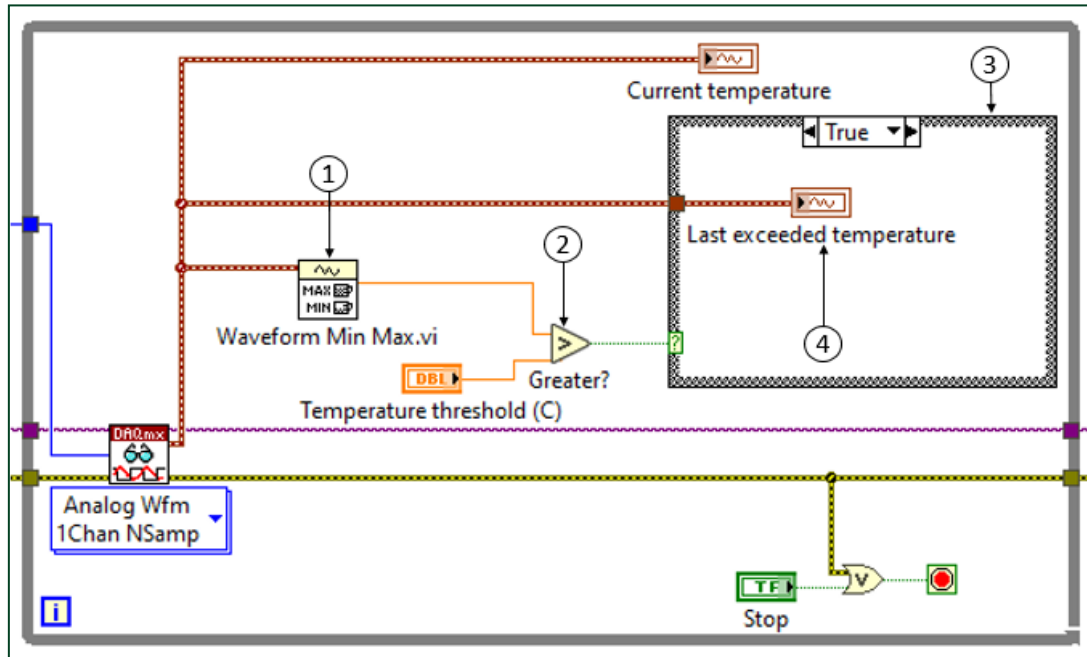 Current temperature
3
True
1
Last exceeded temperature
2
MAX
MIN
4
Waveform Min Max.vi
>
?
DBL
Greater?
Temperature threshold (C)
DAQmx
Analog Wfm
1Chan NSamp
TF
V
Stop
i